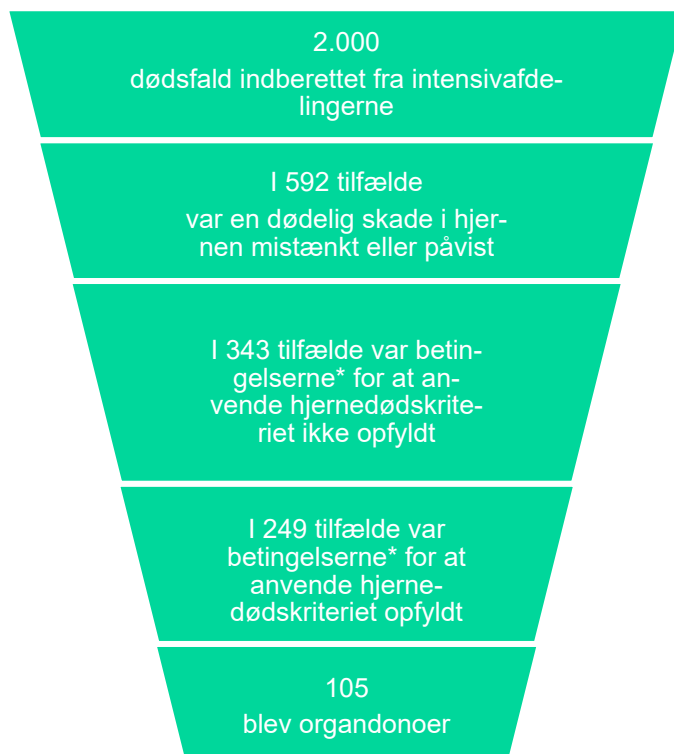 2.000
dødsfald indberettet fra intensivafde-
lingerne
I 592 tilfælde
var en dødelig skade i hjer-
nen mistænkt eller påvist
I 343 tilfælde var betin-
gelserne* for at an-
vende hjernedødskrite-
riet ikke opfyldt
I 249 tilfælde var
betingelserne* for at
anvende hjerne-
dødskriteriet opfyldt
105
blev organdonoer